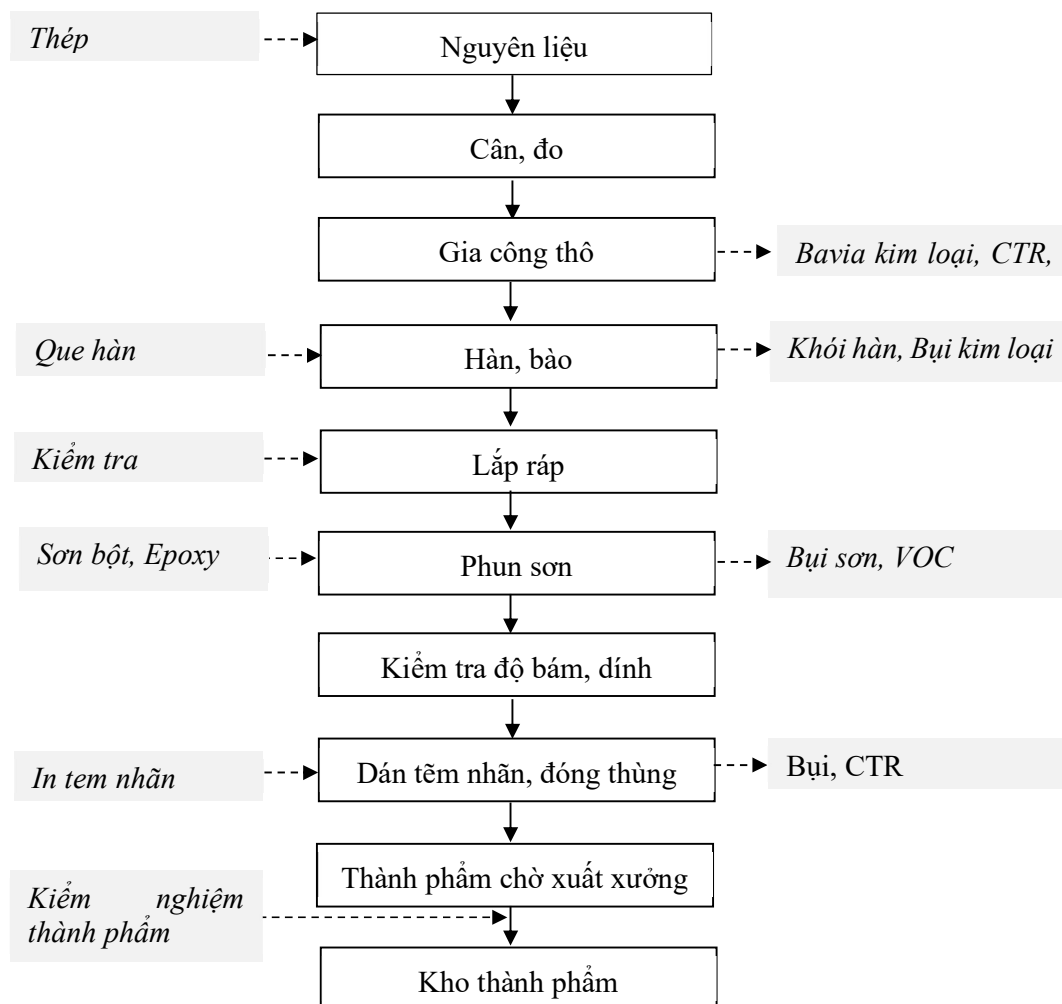 Thép
Nguyên liệu
Cân, đo
Gia công thô
Bavia kim loại, CTR,
Que hàn
Hàn, bào
Khói hàn, Bụi kim loại
Kiểm tra
Lắp ráp
Sơn bột, Epoxy
Phun sơn
Bụi sơn, VOC
Kiểm tra độ bám, dính
In tem nhãn
Dán tẽm nhãn, đóng thùng
Bụi, CTR
Thành phẩm chờ xuất xưởng
Kiểm nghiệm
thành phẩm
Kho thành phẩm